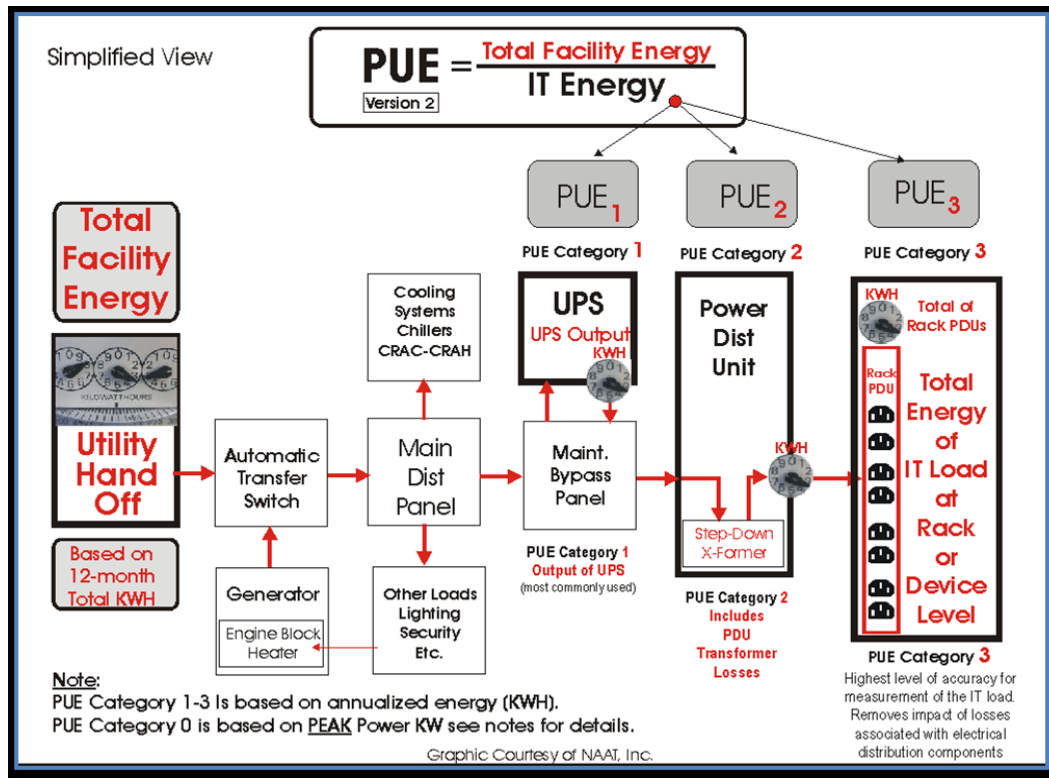 Simplified View
PUE = Total Facility Energy
IT Energy
Version 2
PUE1
PUE2
PUE3
PUE Category 1
PUE Category 2
PUE Category 3
Total
Facility
Energy
KILOWATTHOURS
Utility
Hand
Off
Based on
12-month
Total KWH
Automatic
Transfer
Switch
Generator
Engine Block
Heater
Cooling
Systems
Chillers
CRAC-CRAH
Main
Dist
Panel
Other Loads
Lighting
Security
Etc.
UPS
UPS Output
KWH
Maint.
Bypass
Panel
PUE Category 1
Output of UPS
(most commonly used)
Power
Dist
Unit
KWH
Step-Down
X-Former
PUE Category 2
Includes
PDU
Transformer
Losses
KWH
Total of
Rack PDUs
Rack
PDU
Total
Energy
of
IT Load
at
Rack
or
Device
Level
PUE Category 3
Highest level of accuracy for
measurement of the IT load.
Removes impact of losses
associated with electrical
distribution components
Note:
PUE Category 1-3 Is based on annualized energy (KWH).
PUE Category 0 is based on PEAK Power KW see notes for details.
Graphic Courtesy of NAAT, Inc.